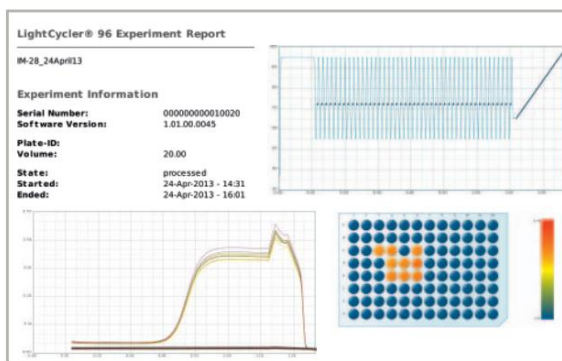 LightCycler® 96 Experiment Report
IM-28_24April13
Experiment Information
Serial Number: 000000000010020
Software Version: 1.01.00.0045
Plate-ID:
Volume: 20.00
State: processed
Started: 24-Apr-2013 - 14:31
Ended: 24-Apr-2013 - 16:01